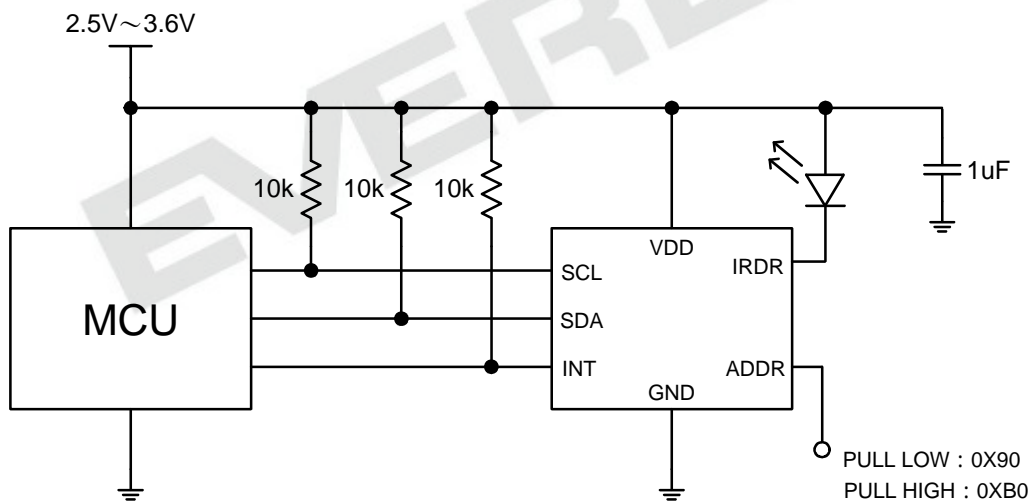 2.5V～3.6V
10k
10k
10k
1uF
MCU
VDD
SCL
IRDR
SDA
INT
ADDR
GND
PULL LOW：0X90
PULL HIGH：0XB0